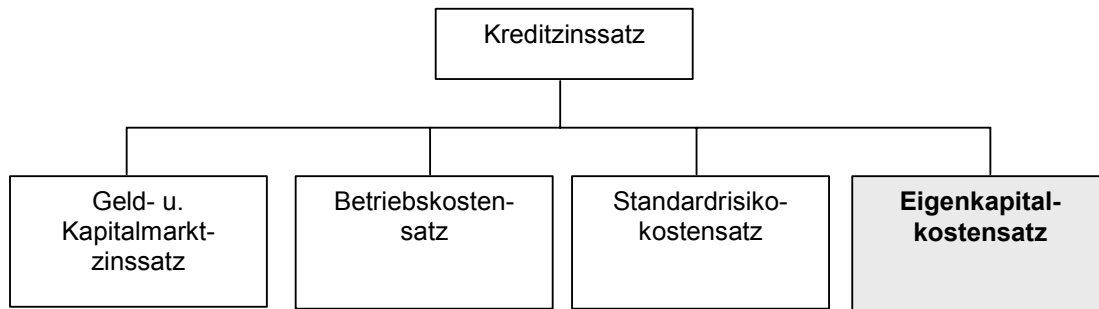 Kreditzinssatz
Geld- u.
Kapitalmarkt-
zinssatz
Betriebskosten-
satz
Standardrisiko-
kostensatz
Eigenkapital-
kostensatz